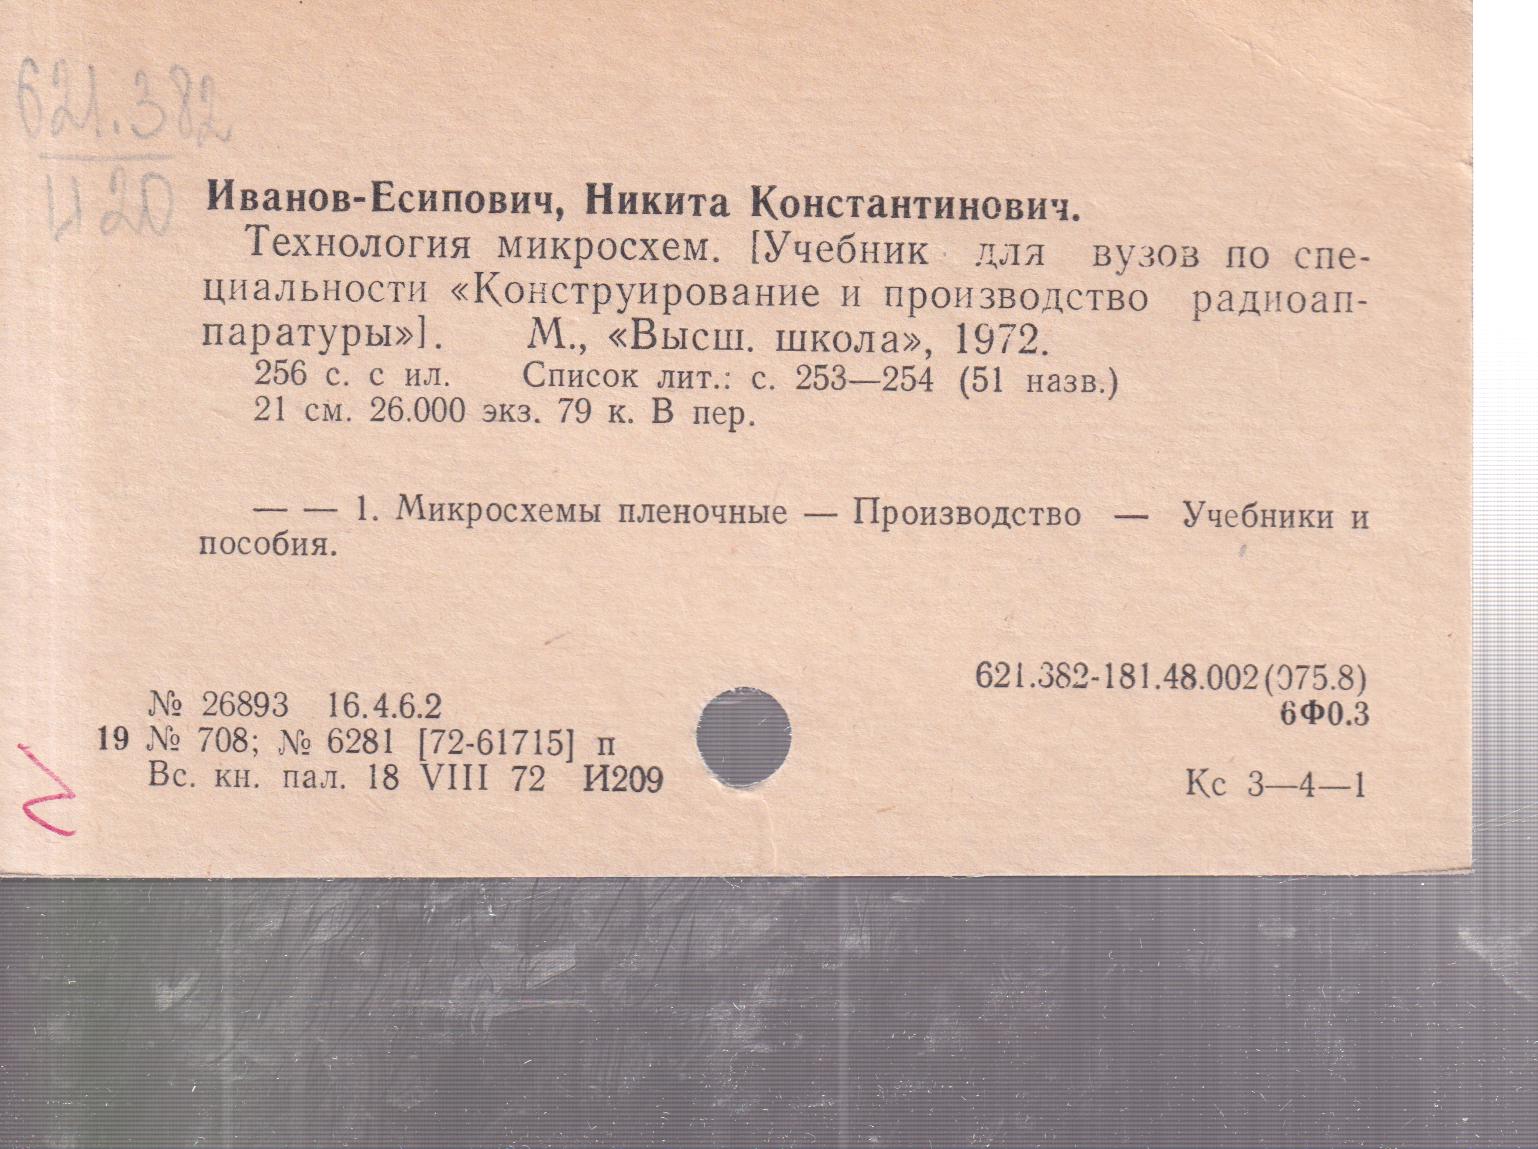 621.382
И20
Иванов-Есипович, Никита Константинович.
Технология микросхем. [Учебник для вузов по спе-
циальности «Конструирование и производство радиоап-
паратуры»]. М., «Высш. школа», 1972.
256 с. с ил. Список лит.: с. 253—254 (51 назв.)
21 см. 26.000 экз. 79 к. В пер.
— — 1. Микросхемы пленочные — Производство — Учебники и
пособия.
621.382-181.48.002(075.8)
6Ф0.3
№ 26893 16.4.6.2
19 № 708; № 6281 [72-61715] п
Вс. кн. пал. 18 VIII 72 И209
Кс 3—4—1